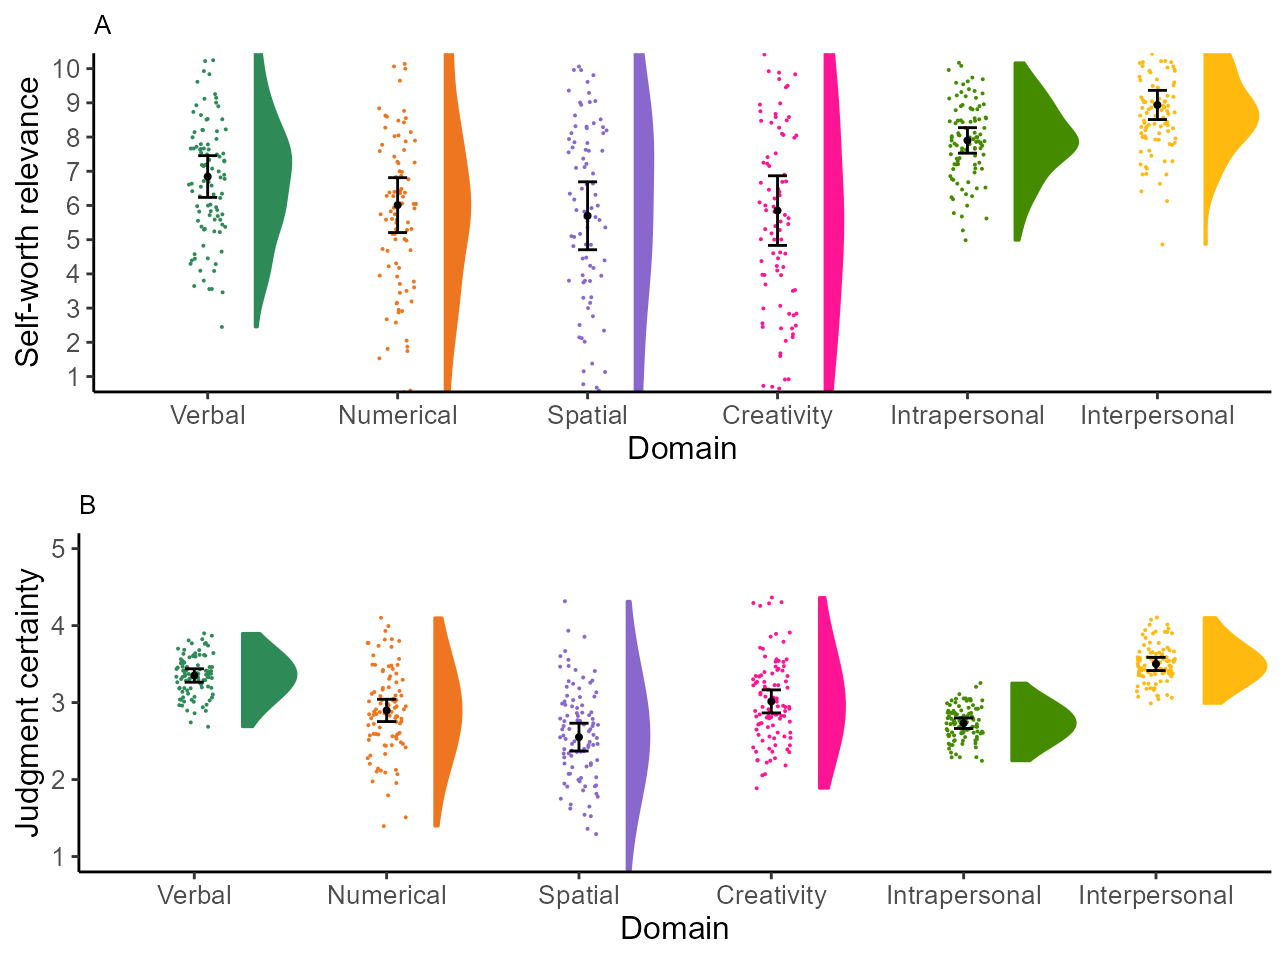 A
Self-worth relevance
10
9
8
7
6
5
4
3
2
1
Verbal Numerical Spatial Creativity Intrapersonal Interpersonal
Domain
B
Judgment certainty
5
4
3
2
1
Verbal Numerical Spatial Creativity Intrapersonal Interpersonal
Domain